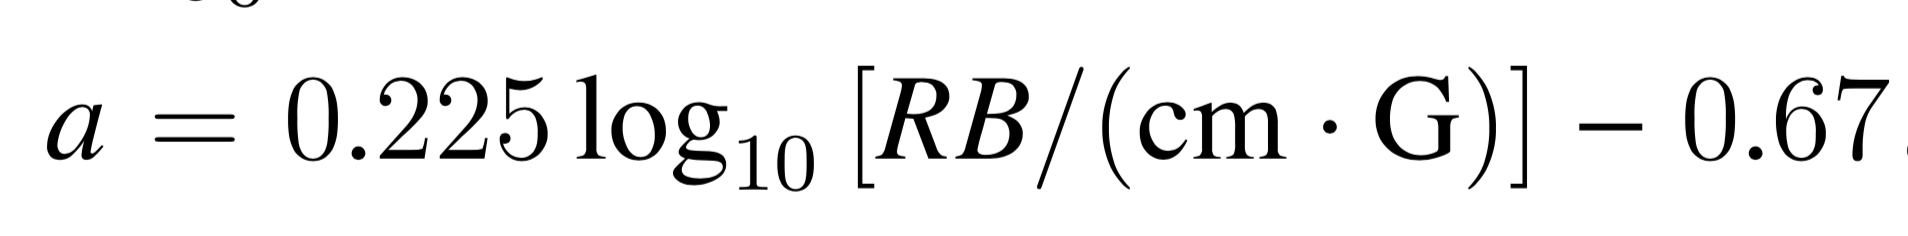 a = 0.225 log₁₀ [RB/(cm · G)] − 0.67.